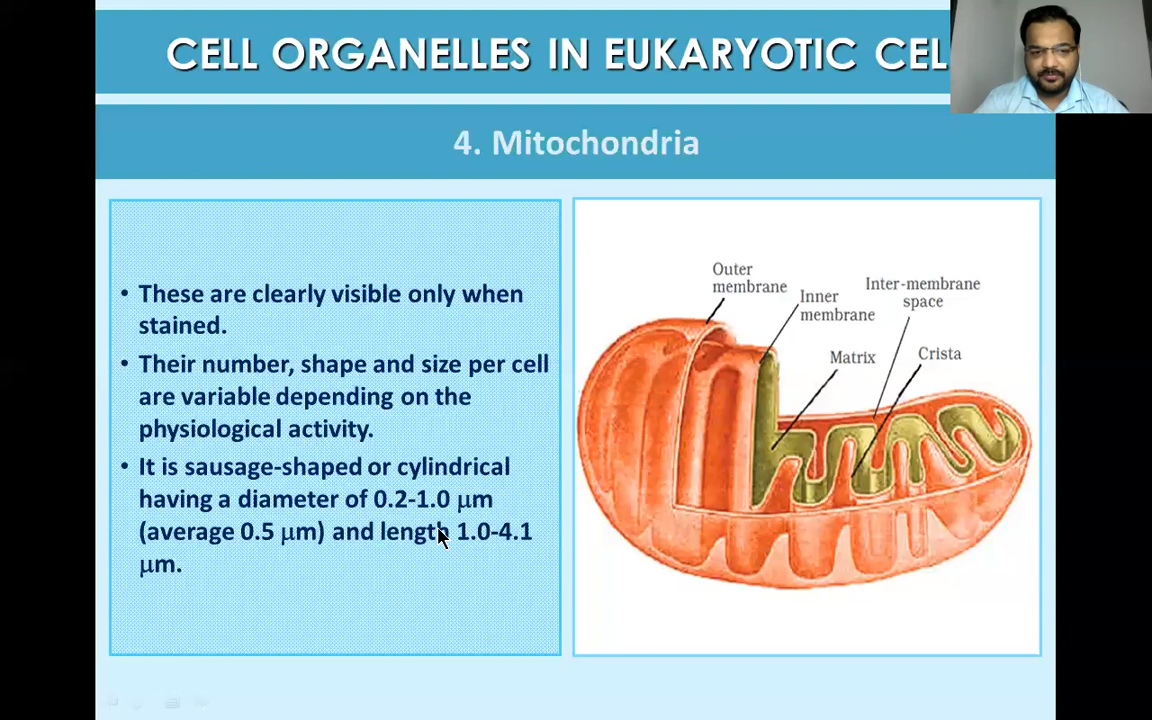 CELL ORGANELLES IN EUKARYOTIC CEL
4. Mitochondria
• These are clearly visible only when
stained.
• Their number, shape and size per cell
are variable depending on the
physiological activity.
• It is sausage-shaped or cylindrical
having a diameter of 0.2-1.0 μm
(average 0.5 μm) and length 1.0-4.1
μm.
Outer
membrane
Inner
membrane
Inter-membrane
space
Matrix
Crista